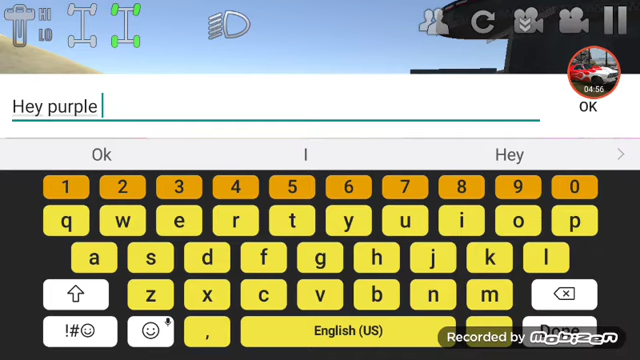 HI
LO
04:56
Hey purple
OK
Ok I Hey
1 2 3 4 5 6 7 8 9 0
q w e r t y u i o p
a s d f g h j k l
z x c v b n m
!#☺ , English (US) Done
Recorded by mobizen